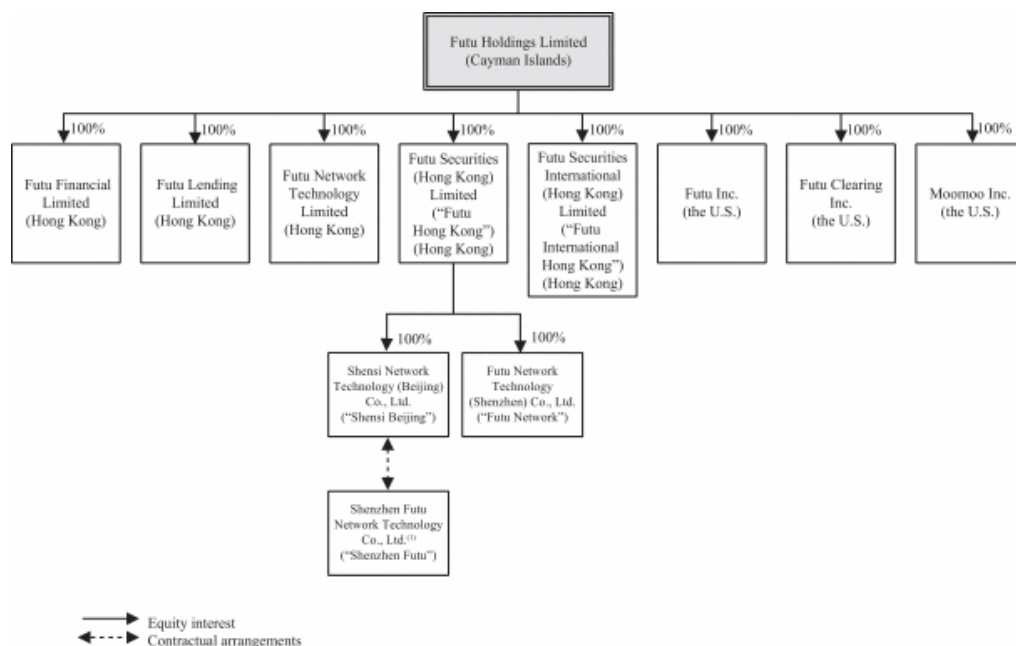 Futu Holdings Limited
(Cayman Islands)
100%
100%
100%
100%
100%
100%
100%
100%
Futu Financial
Limited
(Hong Kong)
Futu Lending Limited
(Hong Kong)
Futu Network
Technology
Limited
(Hong Kong)
Futu Securities
(Hong Kong)
Limited
(“Futu
Hong Kong”)
(Hong Kong)
Futu Securities
International
(Hong Kong)
Limited
(“Futu
International
Hong Kong”)
(Hong Kong)
Futu Inc.
(the U.S.)
Futu Clearing
Inc.
(the U.S.)
Moomoo Inc.
(the U.S.)
100%
100%
Shensi Network
Technology (Beijing)
Co., Ltd.
(“Shensi Beijing”)
Futu Network
Technology
(Shenzhen) Co., Ltd.
(“Futu Network”)
Shenzhen Futu
Network Technology
Co., Ltd.(1)
(“Shenzhen Futu”)
Equity interest
Contractual arrangements